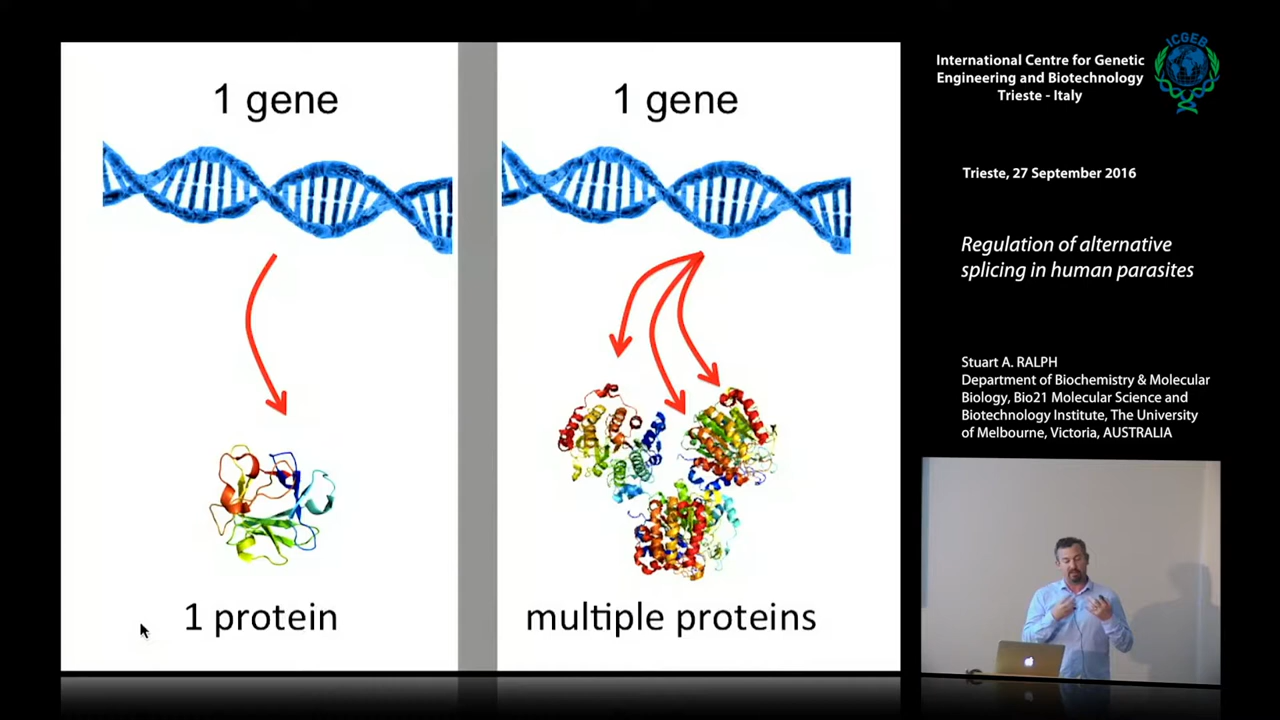 1 gene
1 protein
1 gene
multiple proteins
International Centre for Genetic
Engineering and Biotechnology
Trieste - Italy
ICGEB
Trieste, 27 September 2016
Regulation of alternative
splicing in human parasites
Stuart A. RALPH
Department of Biochemistry & Molecular
Biology, Bio21 Molecular Science and
Biotechnology Institute, The University
of Melbourne, Victoria, AUSTRALIA